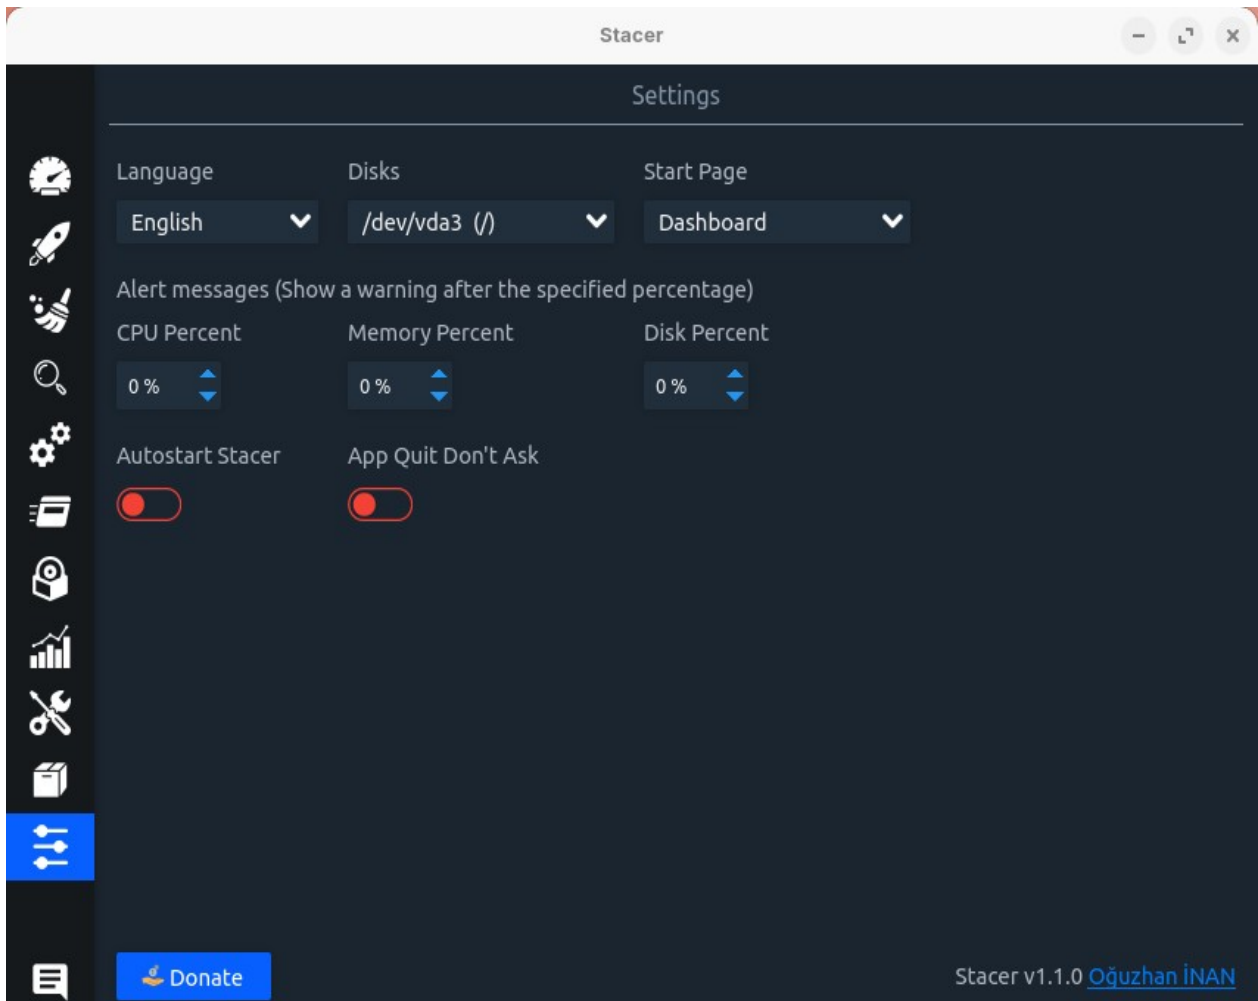 Stacer
Settings
Language Disks Start Page
English /dev/vda3 (/) Dashboard
Alert messages (Show a warning after the specified percentage)
CPU Percent Memory Percent Disk Percent
0 % 0 % 0 %
Autostart Stacer App Quit Don't Ask
Donate Stacer v1.1.0 Oğuzhan İNAN